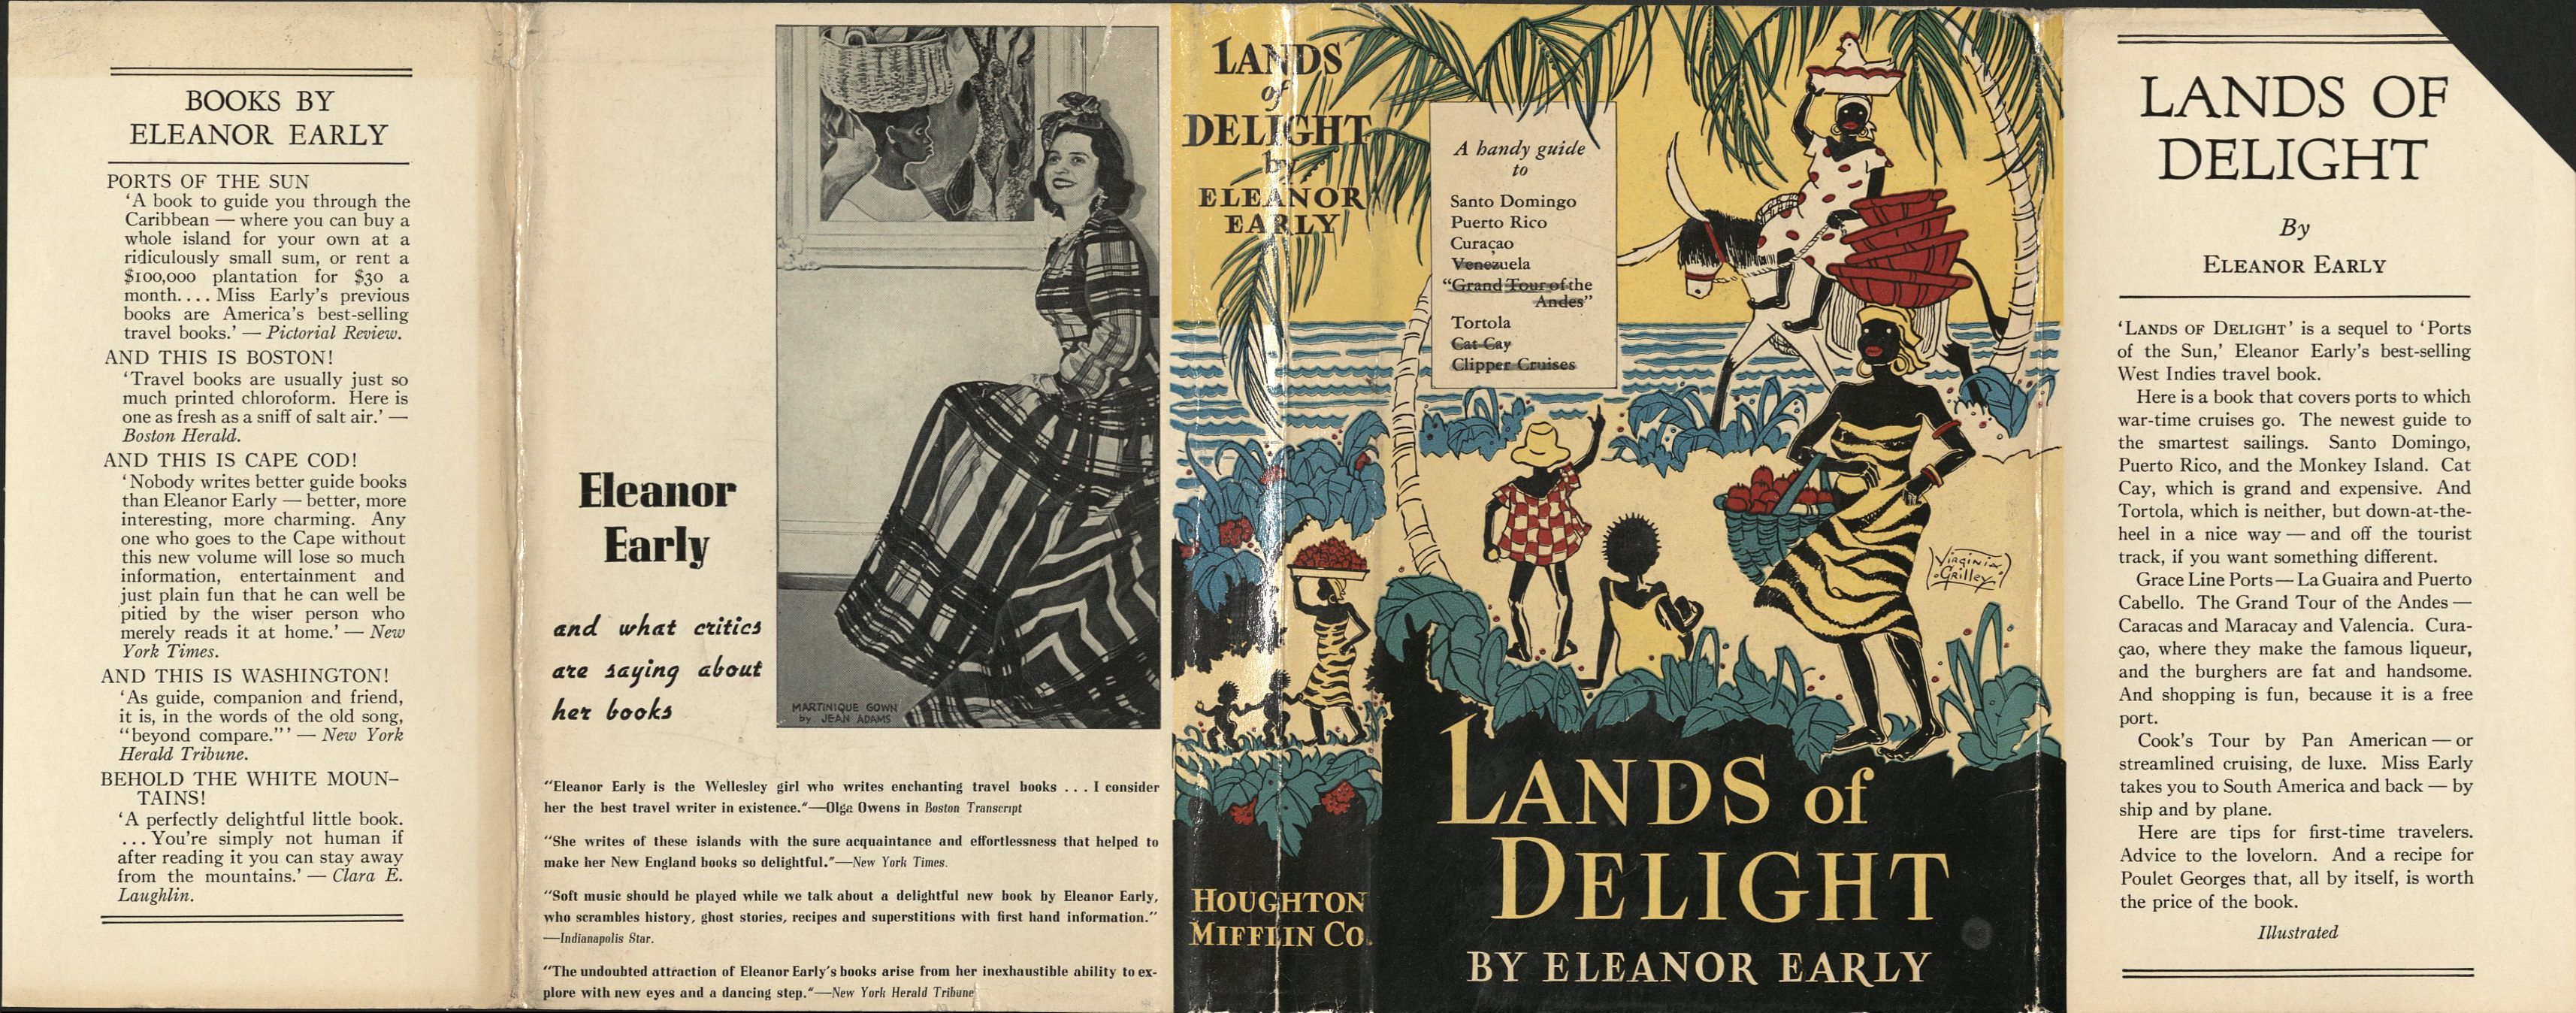 BOOKS BY
ELEANOR EARLY
PORTS OF THE SUN
'A book to guide you through the
Caribbean — where you can buy a
whole island for your own at a
ridiculously small sum, or rent a
$100,000 plantation for $30 a
month.... Miss Early's previous
books are America's best-selling
travel books.' — Pictorial Review.
AND THIS IS BOSTON!
'Travel books are usually just so
much printed chloroform. Here is
one as fresh as a sniff of salt air.' —
Boston Herald.
AND THIS IS CAPE COD!
'Nobody writes better guide books
than Eleanor Early — better, more
interesting, more charming. Any
one who goes to the Cape without
this new volume will lose so much
information, entertainment and
just plain fun that he can well be
pitied by the wiser person who
merely reads it at home.' — New
York Times.
AND THIS IS WASHINGTON!
'As guide, companion and friend,
it is, in the words of the old song,
"beyond compare."' — New York
Herald Tribune.
BEHOLD THE WHITE MOUN-
TAINS!
'A perfectly delightful little book.
... You're simply not human if
after reading it you can stay away
from the mountains.' — Clara E.
Laughlin.
Eleanor
Early
and what critics
are saying about
her books
MARTINIQUE GOWN
by JEAN ADAMS
"Eleanor Early is the Wellesley girl who writes enchanting travel books ... I consider
her the best travel writer in existence."—Olga Owens in Boston Transcript
"She writes of these islands with the sure acquaintance and effortlessness that helped to
make her New England books so delightful."—New York Times.
"Soft music should be played while we talk about a delightful new book by Eleanor Early,
who scrambles history, ghost stories, recipes and superstitions with first hand information."
—Indianapolis Star.
"The undoubted attraction of Eleanor Early's books arise from her inexhaustible ability to ex-
plore with new eyes and a dancing step."—New York Herald Tribune
LANDS
of
DELIGHT
by
ELEANOR
EARLY
HOUGHTON
MIFFLIN CO.
A handy guide
to
Santo Domingo
Puerto Rico
Curaçao
Venezuela
"Grand Tour of the
Andes"
Tortola
Cat Cay
Clipper Cruises
Virginia
Grilley
LANDS of
DELIGHT
BY ELEANOR EARLY
LANDS OF
DELIGHT
By
ELEANOR EARLY
'LANDS OF DELIGHT' is a sequel to 'Ports
of the Sun,' Eleanor Early's best-selling
West Indies travel book.
Here is a book that covers ports to which
war-time cruises go. The newest guide to
the smartest sailings. Santo Domingo,
Puerto Rico, and the Monkey Island. Cat
Cay, which is grand and expensive. And
Tortola, which is neither, but down-at-the-
heel in a nice way — and off the tourist
track, if you want something different.
Grace Line Ports — La Guaira and Puerto
Cabello. The Grand Tour of the Andes —
Caracas and Maracay and Valencia. Cura-
çao, where they make the famous liqueur,
and the burghers are fat and handsome.
And shopping is fun, because it is a free
port.
Cook's Tour by Pan American — or
streamlined cruising, de luxe. Miss Early
takes you to South America and back — by
ship and by plane.
Here are tips for first-time travelers.
Advice to the lovelorn. And a recipe for
Poulet Georges that, all by itself, is worth
the price of the book.
Illustrated